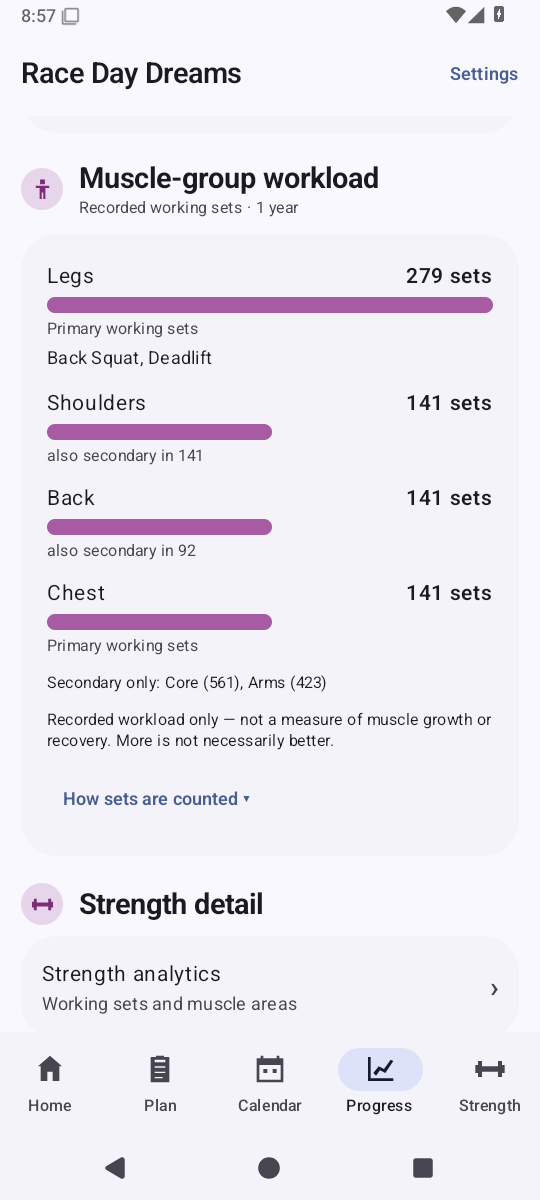 8:57
Race Day Dreams
Settings
Muscle-group workload
Recorded working sets · 1 year
Legs
279 sets
Primary working sets
Back Squat, Deadlift
Shoulders
141 sets
also secondary in 141
Back
141 sets
also secondary in 92
Chest
141 sets
Primary working sets
Secondary only: Core (561), Arms (423)
Recorded workload only — not a measure of muscle growth or
recovery. More is not necessarily better.
How sets are counted ▾
Strength detail
Strength analytics
Working sets and muscle areas
›
Home
Plan
Calendar
Progress
Strength